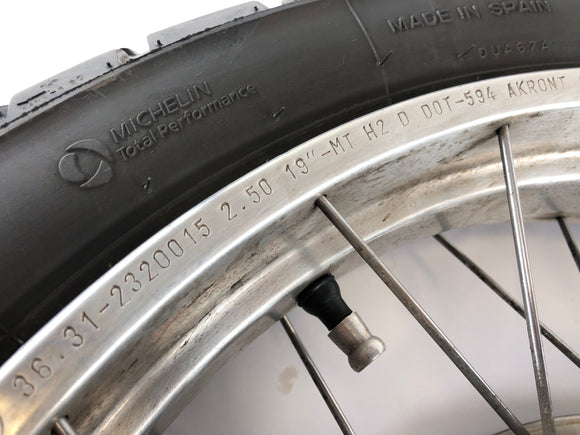 MICHELIN
Total Performance
MADE IN SPAIN
DUA67A
36.31-2320015 2.50 19"-MT H2 D DOT-594 AKRONT